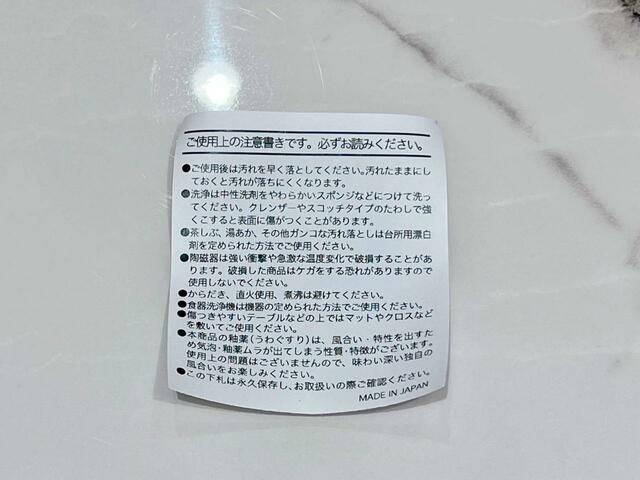 ご使用上の注意書きです。必ずお読みください。
●ご使用後は汚れを早く落としてください。汚れたままにし
ておくと汚れが落ちにくくなります。
●洗浄は中性洗剤をやわらかいスポンジなどにつけて洗っ
てください。クレンザーやスコッチタイプのたわしで強
くこすると表面に傷がつくことがあります。
●茶しぶ、湯あか、その他ガンコな汚れ落としは台所用漂白
剤を定められた方法でご使用ください。
●陶磁器は強い衝撃や急激な温度変化で破損することがあ
ります。破損した商品はケガをする恐れがありますので
使用しないでください。
●からだき、直火使用、煮沸は避けてください。
●食器洗浄機は機器の定められた方法でご使用ください。
●傷つきやすいテーブルなどの上ではマットやクロスなど
を敷いてご使用ください。
●本商品の釉薬(うわぐすり)は、風合い・特性を出すた
め気泡・釉薬ムラが出てしまう性質・特徴がございます。
使用上の問題はございませんので、味わい深い独自の
風合いをお楽しみください。
●この下札は永久保存し、お取扱いの際ご確認ください。
MADE IN JAPAN